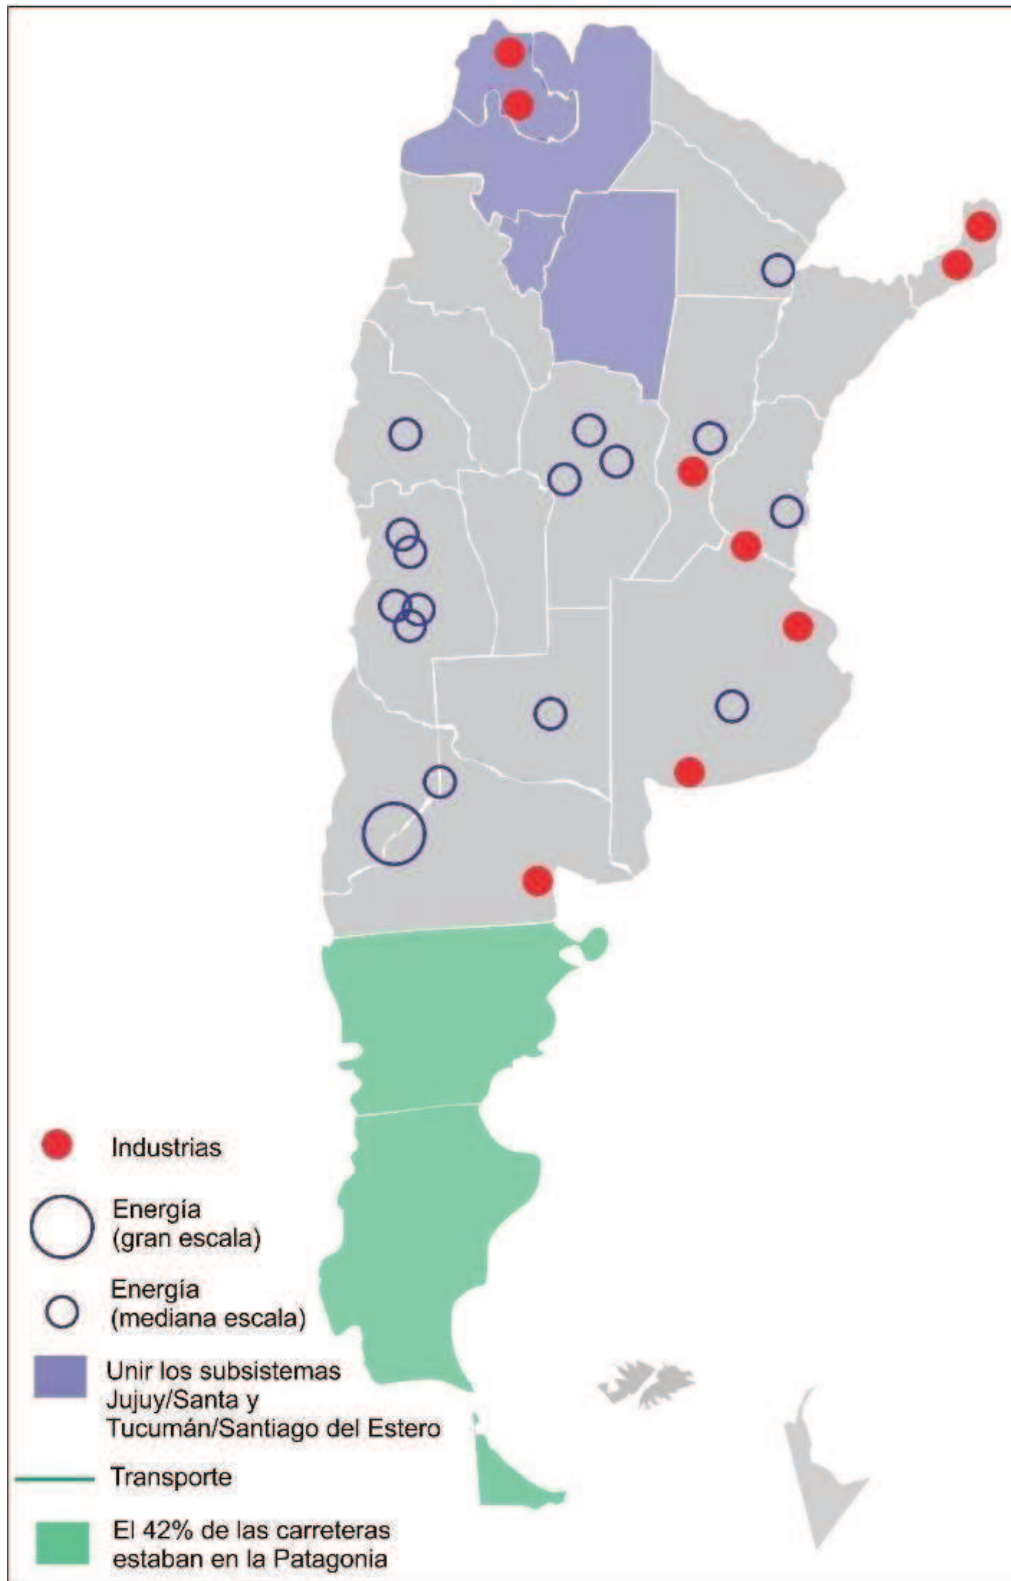 Industrias
Energía
(gran escala)
Energía
(mediana escala)
Unir los subsistemas
Jujuy/Santa y
Tucumán/Santiago del Estero
Transporte
El 42% de las carreteras
estaban en la Patagonia